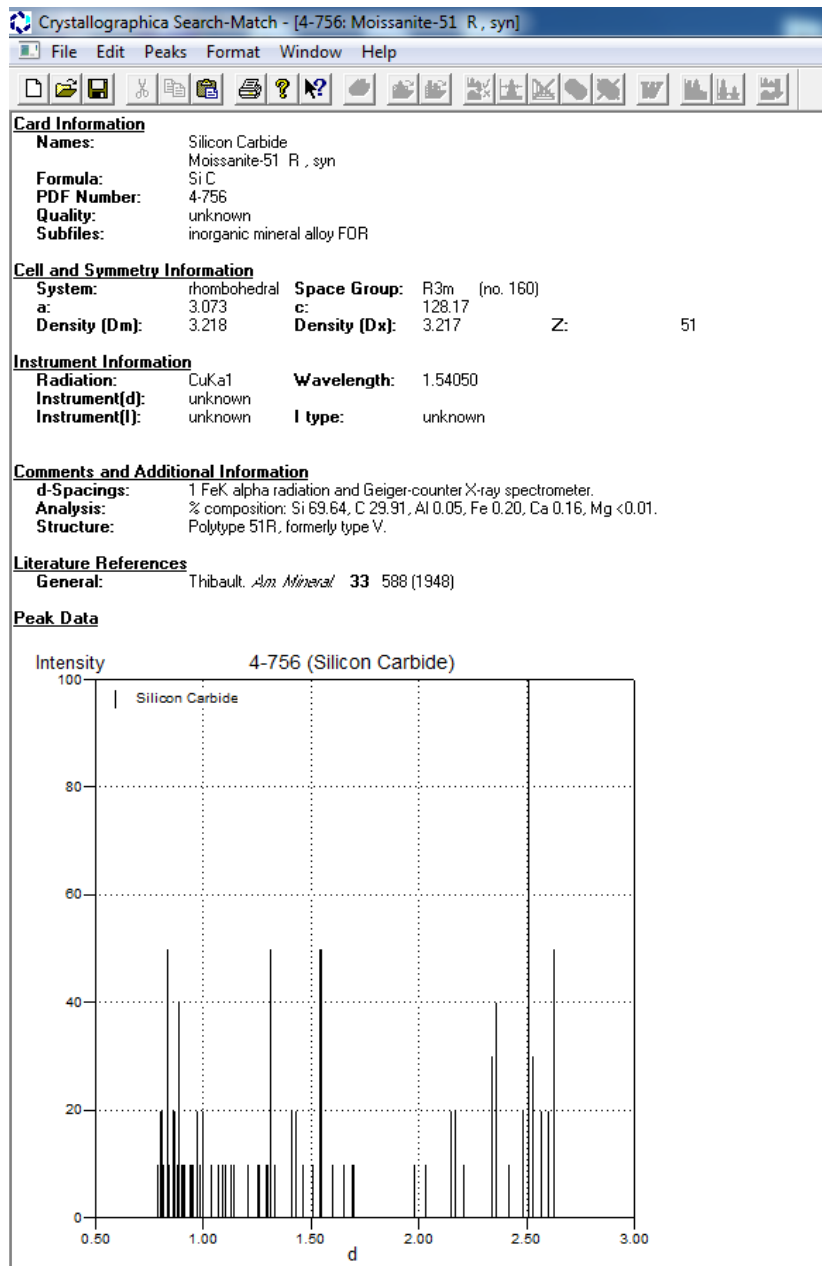 Crystallographica Search-Match - [4-756: Moissanite-51 R , syn]
File Edit Peaks Format Window Help
Card Information
Names: Silicon Carbide
Moissanite-51 R , syn
Formula: Si C
PDF Number: 4-756
Quality: unknown
Subfiles: inorganic mineral alloy FOR
Cell and Symmetry Information
System: rhombohedral Space Group: R3m (no. 160)
a: 3.073 c: 128.17
Density (Dm): 3.218 Density (Dx): 3.217 Z: 51
Instrument Information
Radiation: CuKa1 Wavelength: 1.54050
Instrument(d): unknown
Instrument(I): unknown I type: unknown
Comments and Additional Information
d-Spacings: 1 FeK alpha radiation and Geiger-counter X-ray spectrometer.
Analysis: % composition: Si 69.64, C 29.91, Al 0.05, Fe 0.20, Ca 0.16, Mg <0.01.
Structure: Polytype 51R, formerly type V.
Literature References
General: Thibault. Am. Mineral 33 588 (1948)
Peak Data
Intensity 4-756 (Silicon Carbide)
100
Silicon Carbide
80
60
40
20
0
0.50 1.00 1.50 2.00 2.50 3.00
d